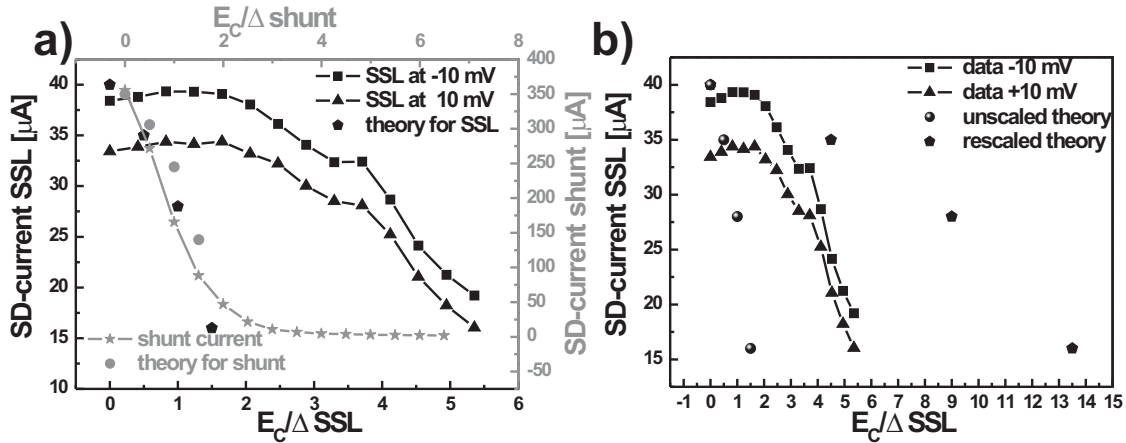 a)
E_C/Δ shunt
0 2 4 6 8
SD-current SSL [μA]
40
35
30
25
20
15
10
SSL at -10 mV
SSL at 10 mV
theory for SSL
shunt current
theory for shunt
400
350
300
250
200
150
100
50
0
-50
SD-current shunt [μA]
0 1 2 3 4 5 6
E_C/Δ SSL
b)
SD-current SSL [μA]
40
35
30
25
20
15
data -10 mV
data +10 mV
unscaled theory
rescaled theory
-1 0 1 2 3 4 5 6 7 8 9 10 11 12 13 14 15
E_C/Δ SSL